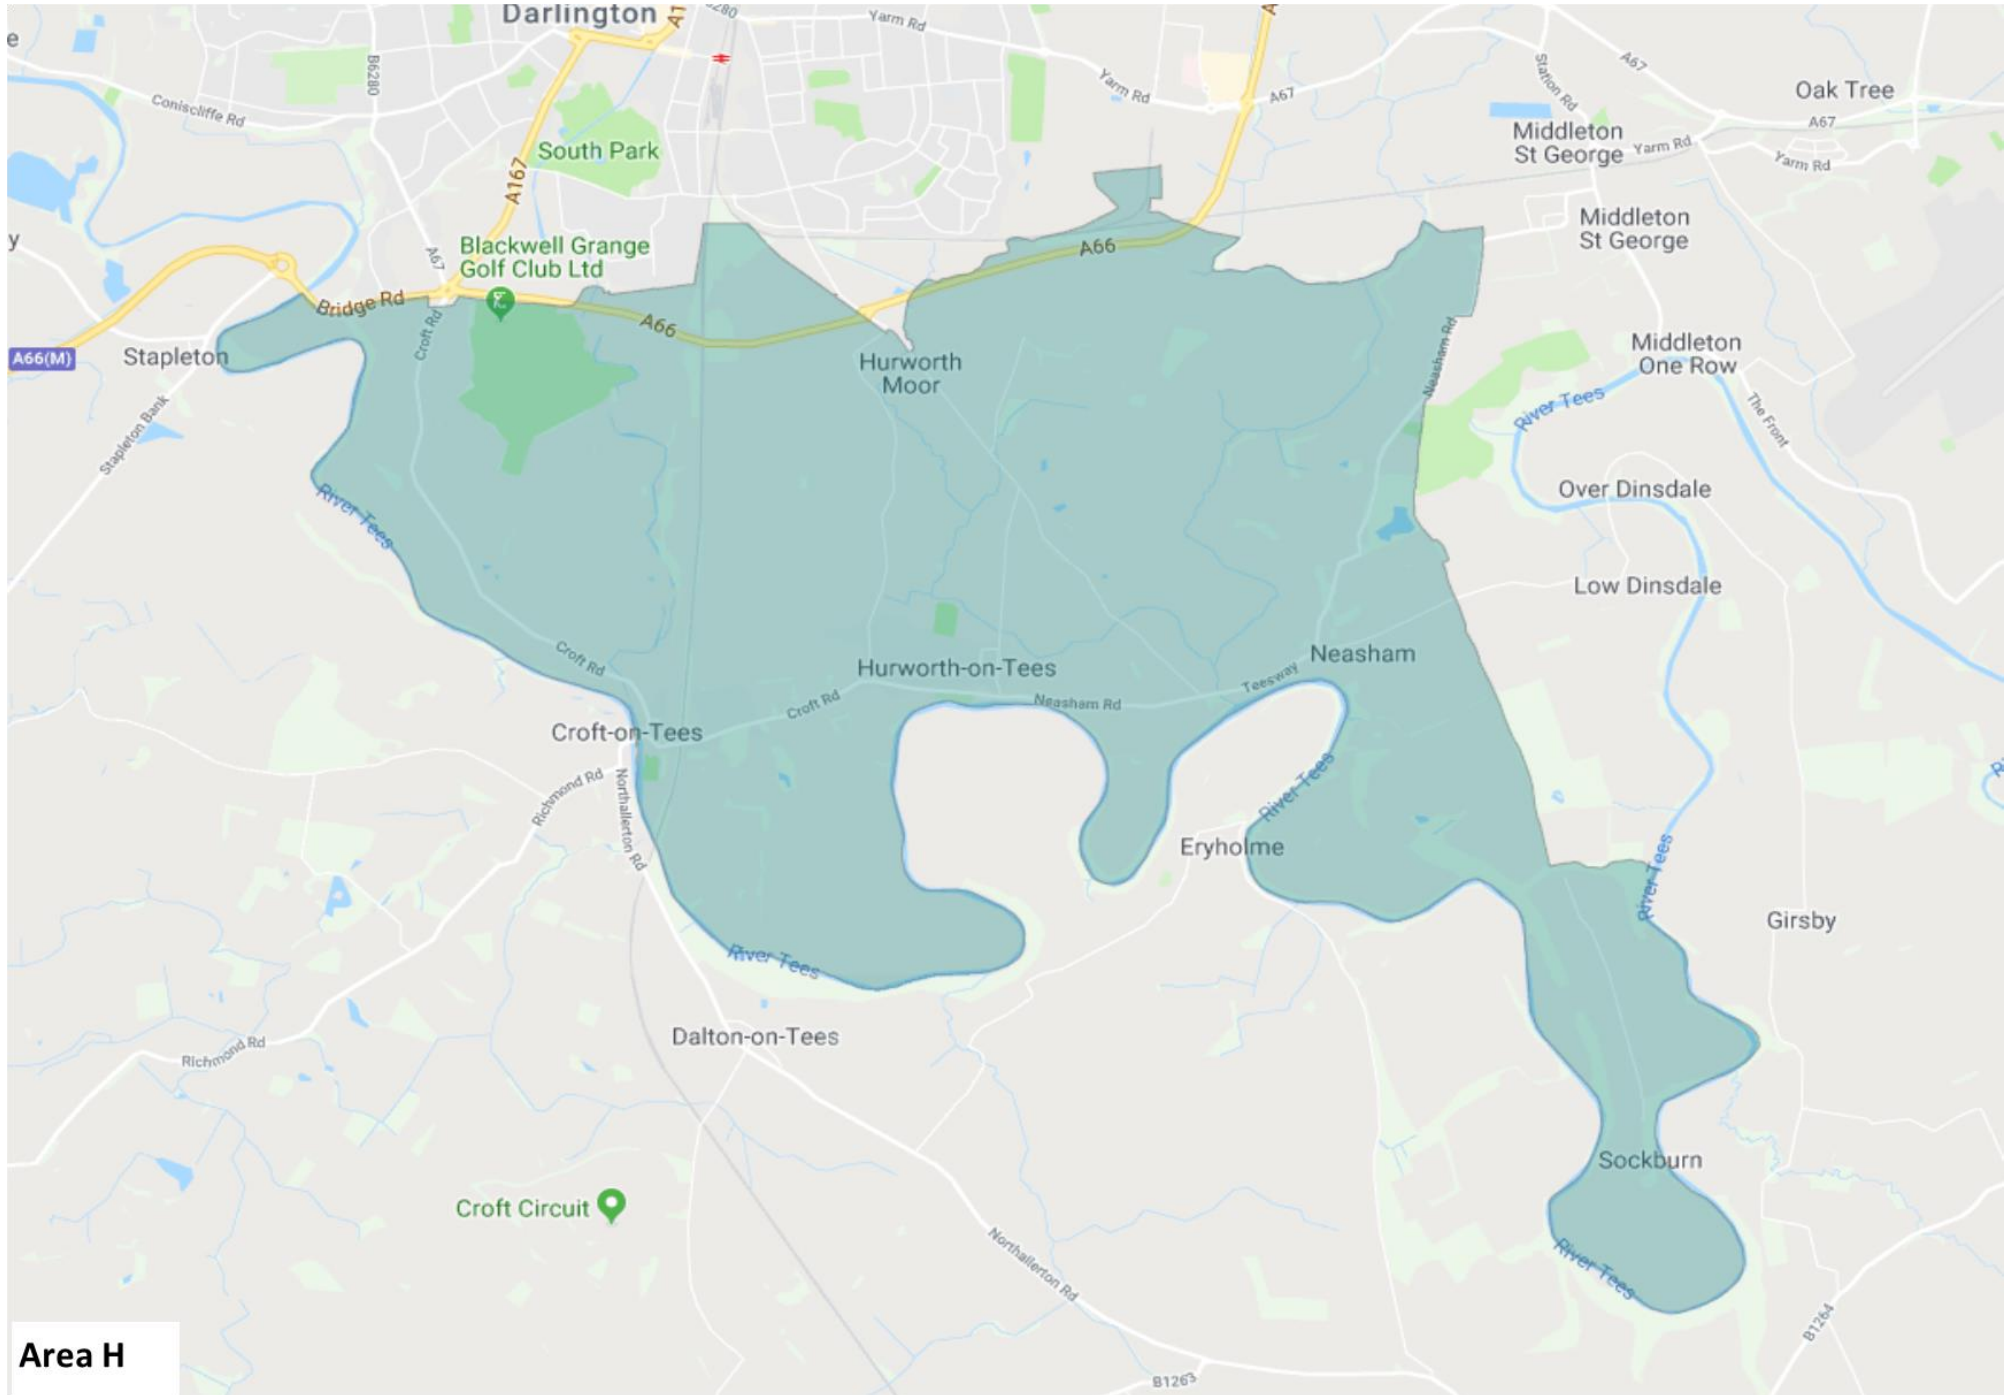 Darlington
A1
6280
Yarm Rd
A
e
B6280
Coniscliffe Rd
Yarm Rd
A67
Station Rd
A67
Oak Tree
A67
Middleton
St George
Yarm Rd
Yarm Rd
South Park
A167
Middleton
St George
y
A67
Blackwell Grange
Golf Club Ltd
A66
Bridge Rd
Croft Rd
A66
A66(M)
Stapleton
Hurworth
Moor
Neasham Rd
Middleton
One Row
River Tees
The Front
Stapleton Bank
River Tees
Over Dinsdale
Low Dinsdale
Croft Rd
Hurworth-on-Tees
Neasham
Teesway
Croft Rd
Neasham Rd
Croft-on-Tees
Richmond Rd
Northallerton Rd
River Tees
Eryholme
River Tees
R
Girsby
River Tees
Dalton-on-Tees
Richmond Rd
Sockburn
Croft Circuit
Northallerton Rd
River Tees
B1264
B1263
Area H